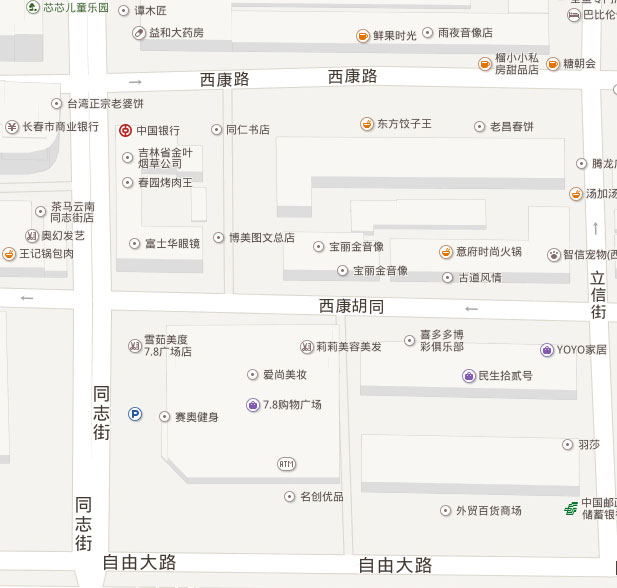 芯芯儿童乐园
谭木匠
益和大药房
鲜果时光
雨夜音像店
巴比伦
榴小小私
房甜品店
糖朝会
西康路
西康路
台湾正宗老婆饼
长春市商业银行
中国银行
同仁书店
东方饺子王
老昌春饼
吉林省金叶
烟草公司
腾龙
春园烤肉王
汤加汤
茶马云南
同志街店
奥幻发艺
王记锅包肉
富士华眼镜
博美图文总店
宝丽金音像
意府时尚火锅
智信宠物(西
宝丽金音像
古道风情
立信街
西康胡同
雪茹美度
7.8广场店
莉莉美容美发
喜多多博
彩俱乐部
YOYO家居
爱尚美妆
民生拾贰号
同志街
P
赛奥健身
7.8购物广场
羽莎
ATM
名创优品
外贸百货商场
中国邮政
储蓄银行
同志街
自由大路
自由大路